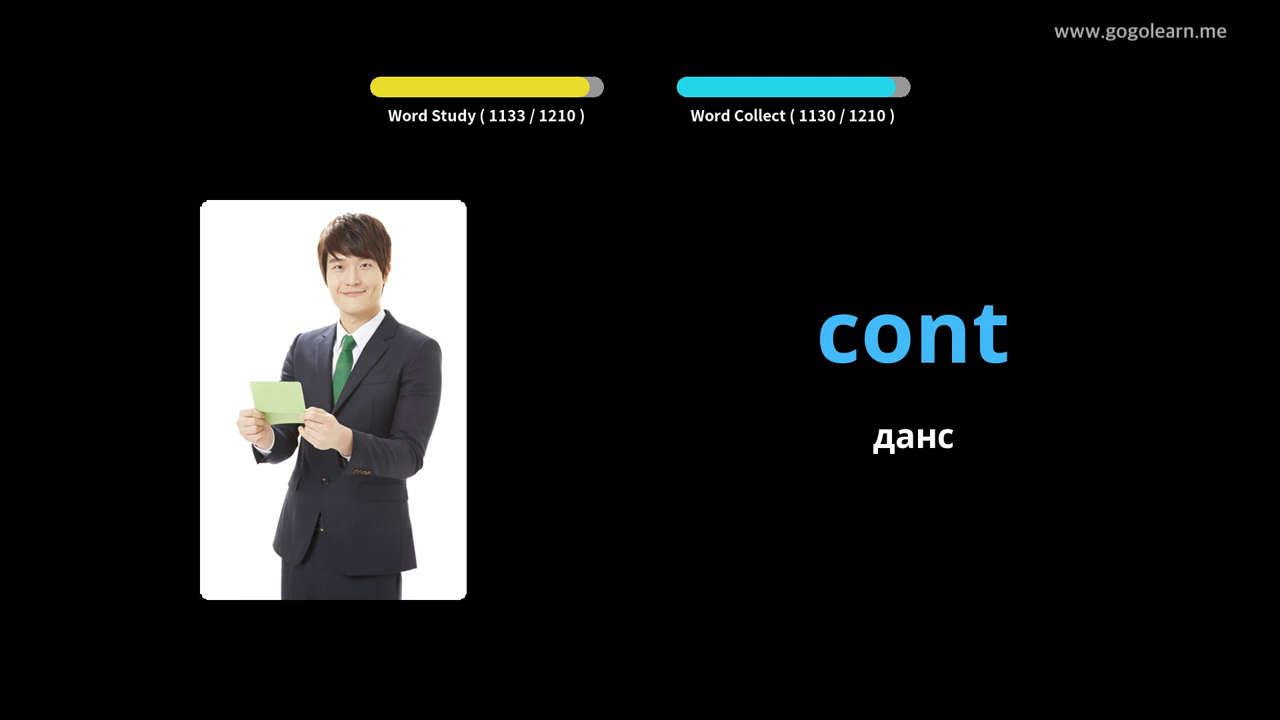 www.gogolearn.me
Word Study ( 1133 / 1210 )
Word Collect ( 1130 / 1210 )
cont
данс